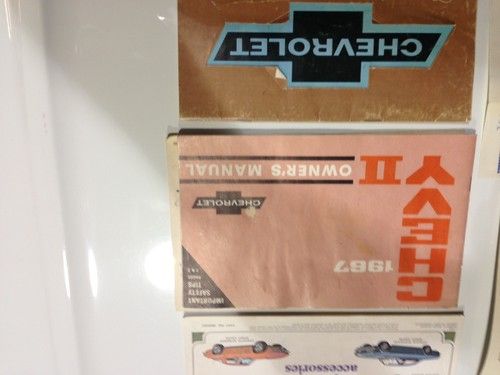 CHEVROLET
CHEVY II
1967
OWNER'S MANUAL
CHEVROLET
IMPORTANT
SAFETY
TIPS
accessories